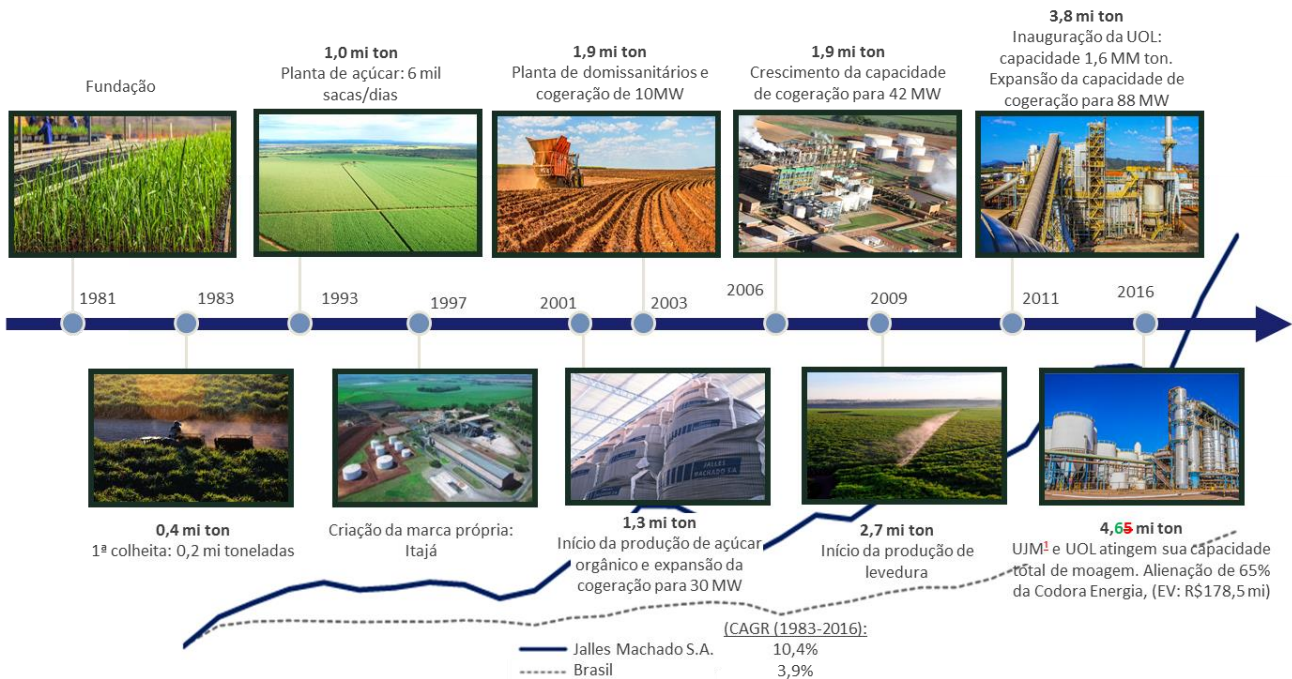 Fundação
1,0 mi ton
Planta de açúcar: 6 mil
sacas/dias
1,9 mi ton
Planta de domissanitários e
cogeração de 10MW
1,9 mi ton
Crescimento da capacidade
de cogeração para 42 MW
3,8 mi ton
Inauguração da UOL:
capacidade 1,6 MM ton.
Expansão da capacidade de
cogeração para 88 MW
1981
1983
1993
1997
2001
2003
2006
2009
2011
2016
JALLES
MACHADO S.A.
0,4 mi ton
1ª colheita: 0,2 mi toneladas
Criação da marca própria:
Itajá
1,3 mi ton
Início da produção de açúcar
orgânico e expansão da
cogeração para 30 MW
2,7 mi ton
Início da produção de
levedura
4,65 mi ton
UJM¹ e UOL atingem sua capacidade
total de moagem. Alienação de 65%
da Codora Energia, (EV: R$178,5 mi)
(CAGR (1983-2016):
Jalles Machado S.A. 10,4%
Brasil 3,9%